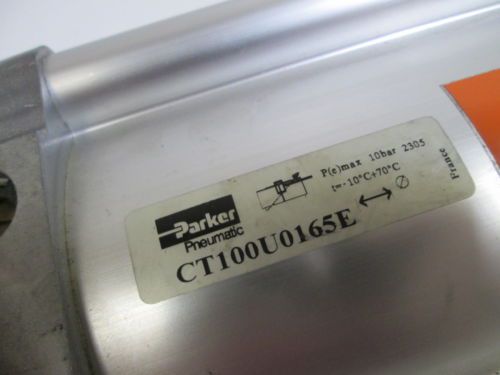 Parker
Pneumatic
P(e)max 10bar 2305
t=-10°C+70°C
France
CT100U0165E